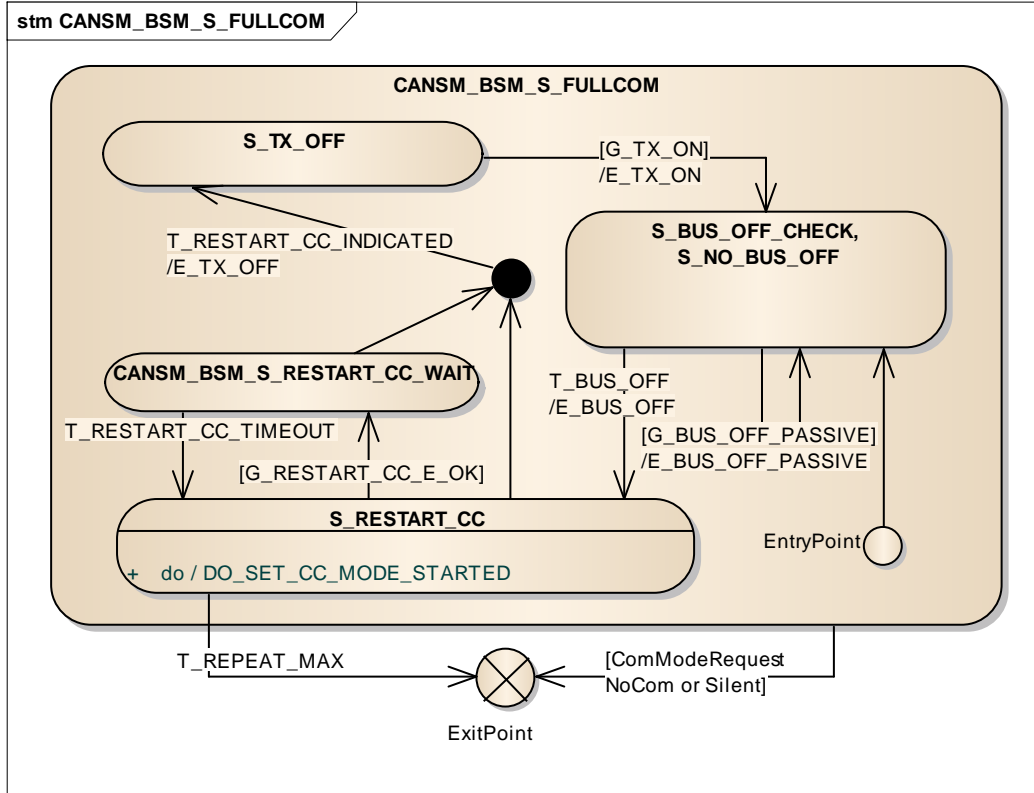 stm CANSM_BSM_S_FULLCOM
CANSM_BSM_S_FULLCOM
S_TX_OFF
[G_TX_ON]
/E_TX_ON
S_BUS_OFF_CHECK,
S_NO_BUS_OFF
T_RESTART_CC_INDICATED
/E_TX_OFF
CANSM_BSM_S_RESTART_CC_WAIT
T_BUS_OFF
/E_BUS_OFF
T_RESTART_CC_TIMEOUT
[G_BUS_OFF_PASSIVE]
/E_BUS_OFF_PASSIVE
[G_RESTART_CC_E_OK]
S_RESTART_CC
EntryPoint
+ do / DO_SET_CC_MODE_STARTED
T_REPEAT_MAX
[ComModeRequest
NoCom or Silent]
ExitPoint